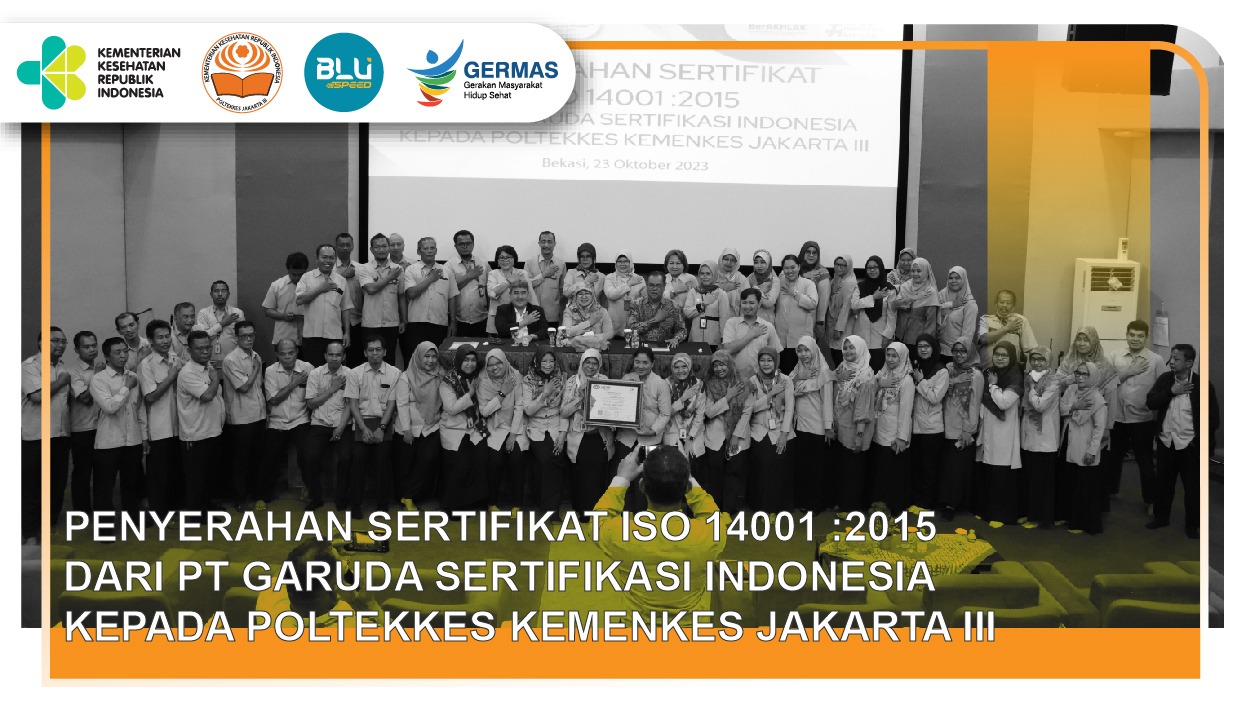 KEMENTERIAN
KESEHATAN
REPUBLIK
INDONESIA
KEMENTERIAN KESEHATAN REPUBLIK INDONESIA
POLTEKKES JAKARTA III
BLU
SPEED
GERMAS
Gerakan Masyarakat
Hidup Sehat
SERTIFIKAT
14001 :2015
SERTIFIKASI INDONESIA
KEPADA POLTEKKES KEMENKES JAKARTA III
Bekasi, 23 Oktober 2023
PENYERAHAN SERTIFIKAT ISO 14001 :2015
DARI PT GARUDA SERTIFIKASI INDONESIA
KEPADA POLTEKKES KEMENKES JAKARTA III